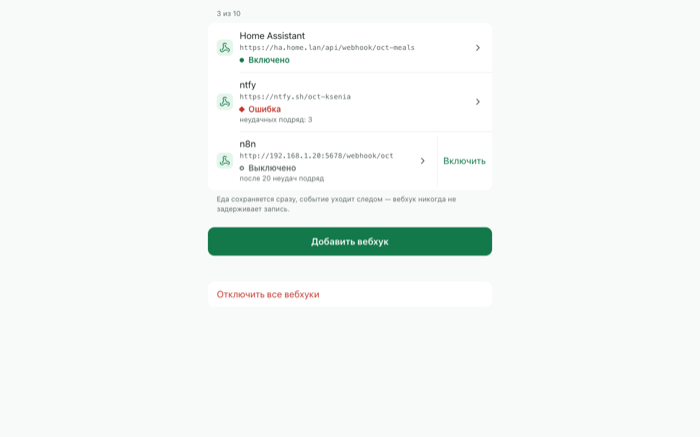 3 из 10
Home Assistant
https://ha.home.lan/api/webhook/oct-meals
Включено
ntfy
https://ntfy.sh/oct-ksenia
Ошибка
неудачных подряд: 3
n8n
http://192.168.1.20:5678/webhook/oct
Выключено
после 20 неудач подряд
Включить
Еда сохраняется сразу, событие уходит следом — вебхук никогда не
задерживает запись.
Добавить вебхук
Отключить все вебхуки